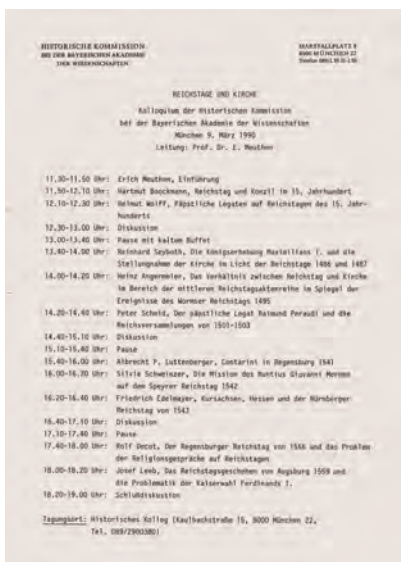 HISTORISCHE KOMMISSION
BEI DER BAYERISCHEN AKADEMIE
DER WISSENSCHAFTEN
MARSTALLPLATZ 8
8000 MÜNCHEN 22
Telefon
REICHSTAGE UND KIRCHE
Kolloquium der Historischen Kommission
bei der Bayerischen Akademie der Wissenschaften
München 9. März 1990
Leitung: Prof. Dr. E. Meuthen
11.30-11.50 Uhr: Erich Meuthen, Einführung
11.50-12.10 Uhr: Hartmut Boockmann, Reichstag und Konzil im 15. Jahrhundert
12.10-12.30 Uhr: Helmut Wolff, Päpstliche Legaten auf Reichstagen des 15. Jahr-
hunderts
12.30-13.00 Uhr: Diskussion
13.00-13.40 Uhr: Pause mit kaltem Buffet
13.40-14.00 Uhr: Reinhard Seyboth, Die Königserhebung Maximilians I. und die
Stellungnahme der Kirche im Licht der Reichstage 1486 und 1487
14.00-14.20 Uhr: Heinz Angermeier, Das Verhältnis zwischen Reichstag und Kirche
im Bereich der mittleren Reichstagsaktenreihe im Spiegel der
Ereignisse des Wormser Reichstags 1495
14.20-14.40 Uhr: Peter Schmid, Der päpstliche Legat Raimund Peraudi und die
Reichsversammlungen von 1501-1503
14.40-15.10 Uhr: Diskussion
15.10-15.40 Uhr: Pause
15.40-16.00 Uhr: Albrecht P. Luttenberger, Contarini in Regensburg 1541
16.00-16.20 Uhr: Silvia Schweinzer, Die Mission des Nuntius Giovanni Morone
auf dem Speyrer Reichstag 1542
16.20-16.40 Uhr: Friedrich Edelmayer, Kursachsen, Hessen und der Nürnberger
Reichstag von 1543
16.40-17.10 Uhr: Diskussion
17.10-17.40 Uhr: Pause
17.40-18.00 Uhr: Rolf Decot, Der Regensburger Reichstag von 1546 und das Problem
der Religionsgespräche auf Reichstagen
18.00-18.20 Uhr: Josef Leeb, Das Reichstagsgeschehen von Augsburg 1559 und
die Problematik der Kaiserwahl Ferdinands I.
18.20-19.00 Uhr: Schlußdiskussion
Tagungsort: Historisches Kolleg (Kaulbachstraße 15, 8000 München 22,
Tel. 089/2900380)